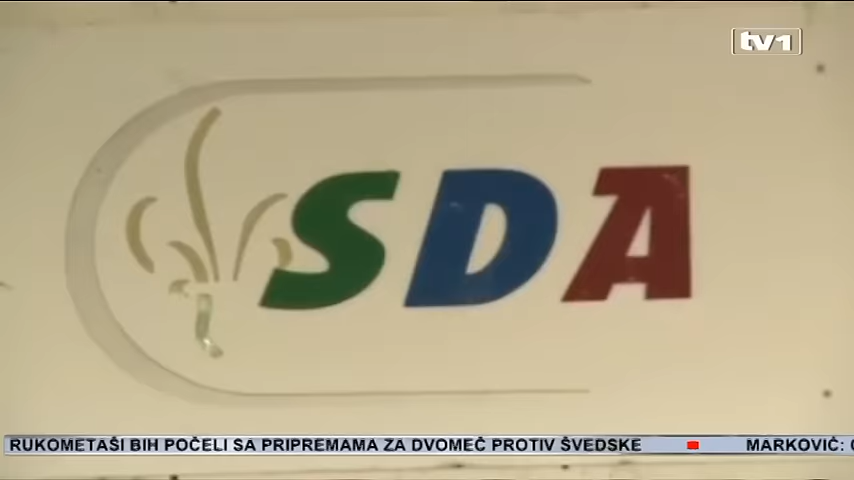 tv1
SDA
RUKOMETAŠI BIH POČELI SA PRIPREMAMA ZA DVOMEČ PROTIV ŠVEDSKE MARKOVIĆ: